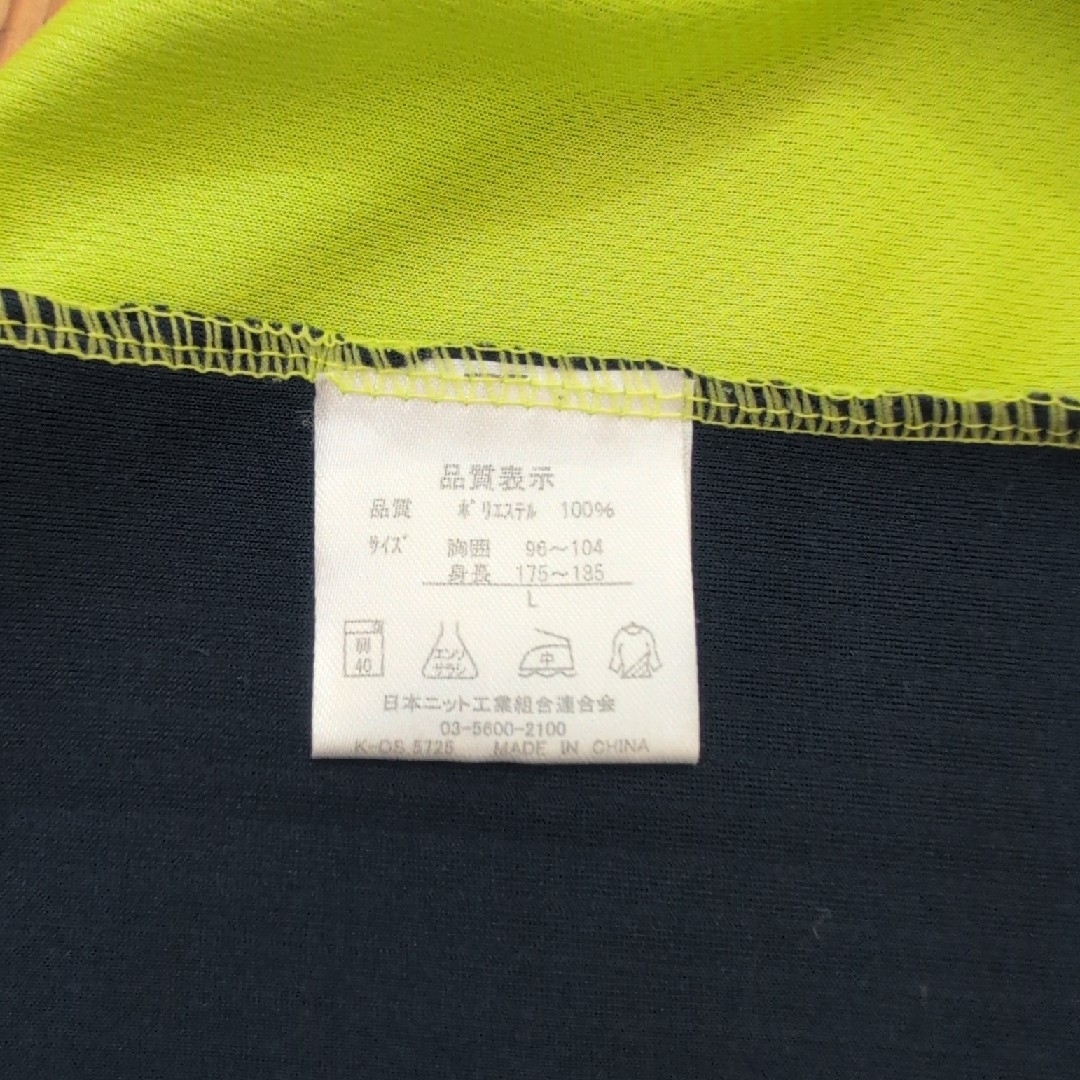 品質表示
品質 ポリエステル 100%
サイズ 胸囲 96～104
身長 175～185
L
40
エンソ サラシ
中
日本ニット工業組合連合会
03-5600-2100
K-OS 5725 MADE IN CHINA